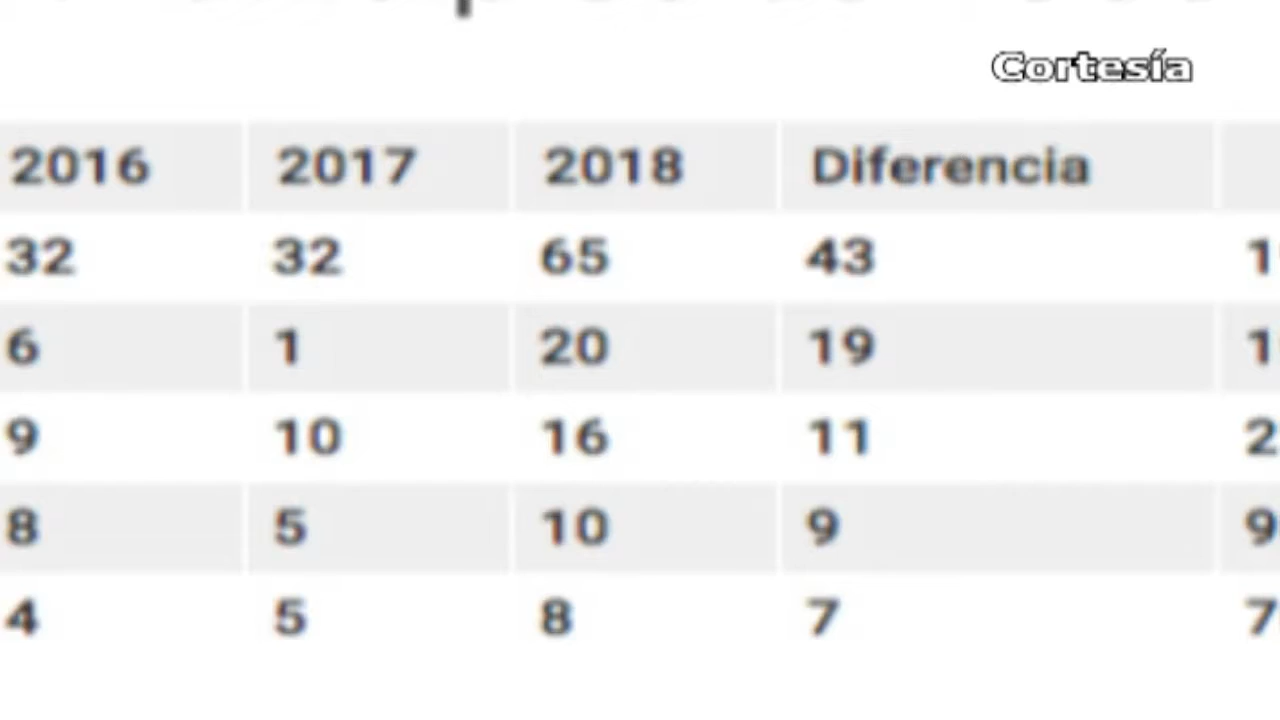 Cortesía
2016 2017 2018 Diferencia
32 32 65 43
6 1 20 19
9 10 16 11
8 5 10 9
4 5 8 7